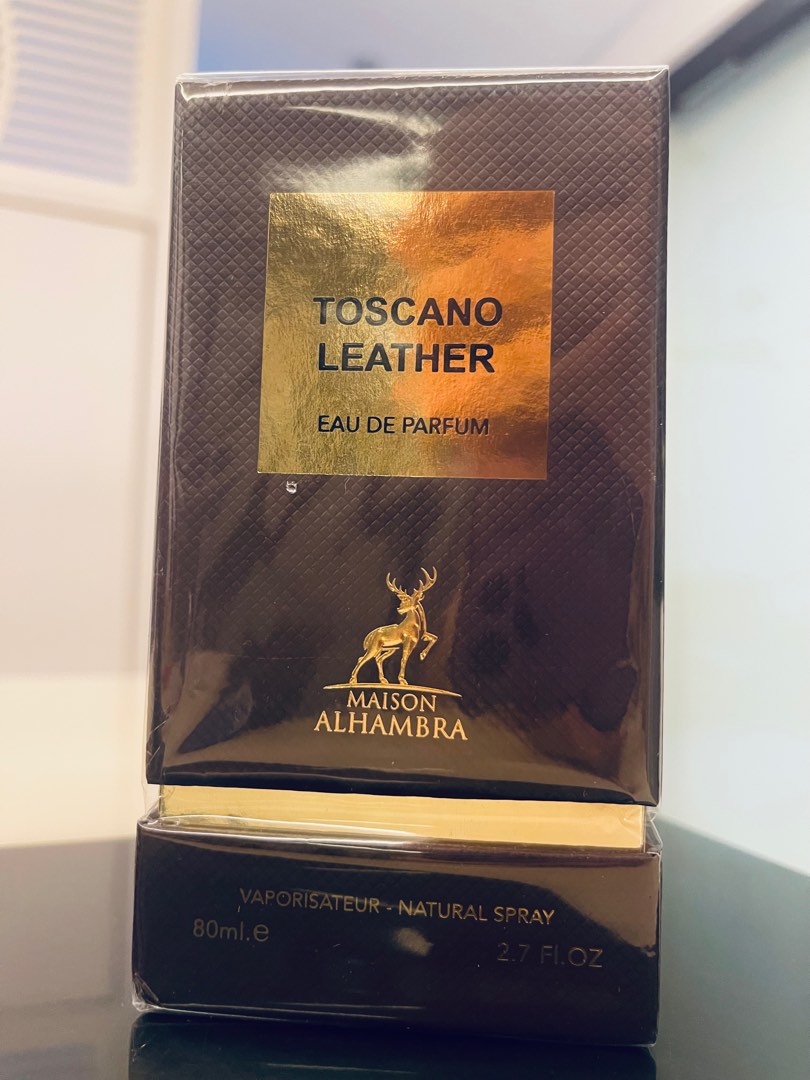 TOSCANO
LEATHER
EAU DE PARFUM
MAISON
ALHAMBRA
VAPORISATEUR - NATURAL SPRAY
80ml.e
2.7 Fl.OZ